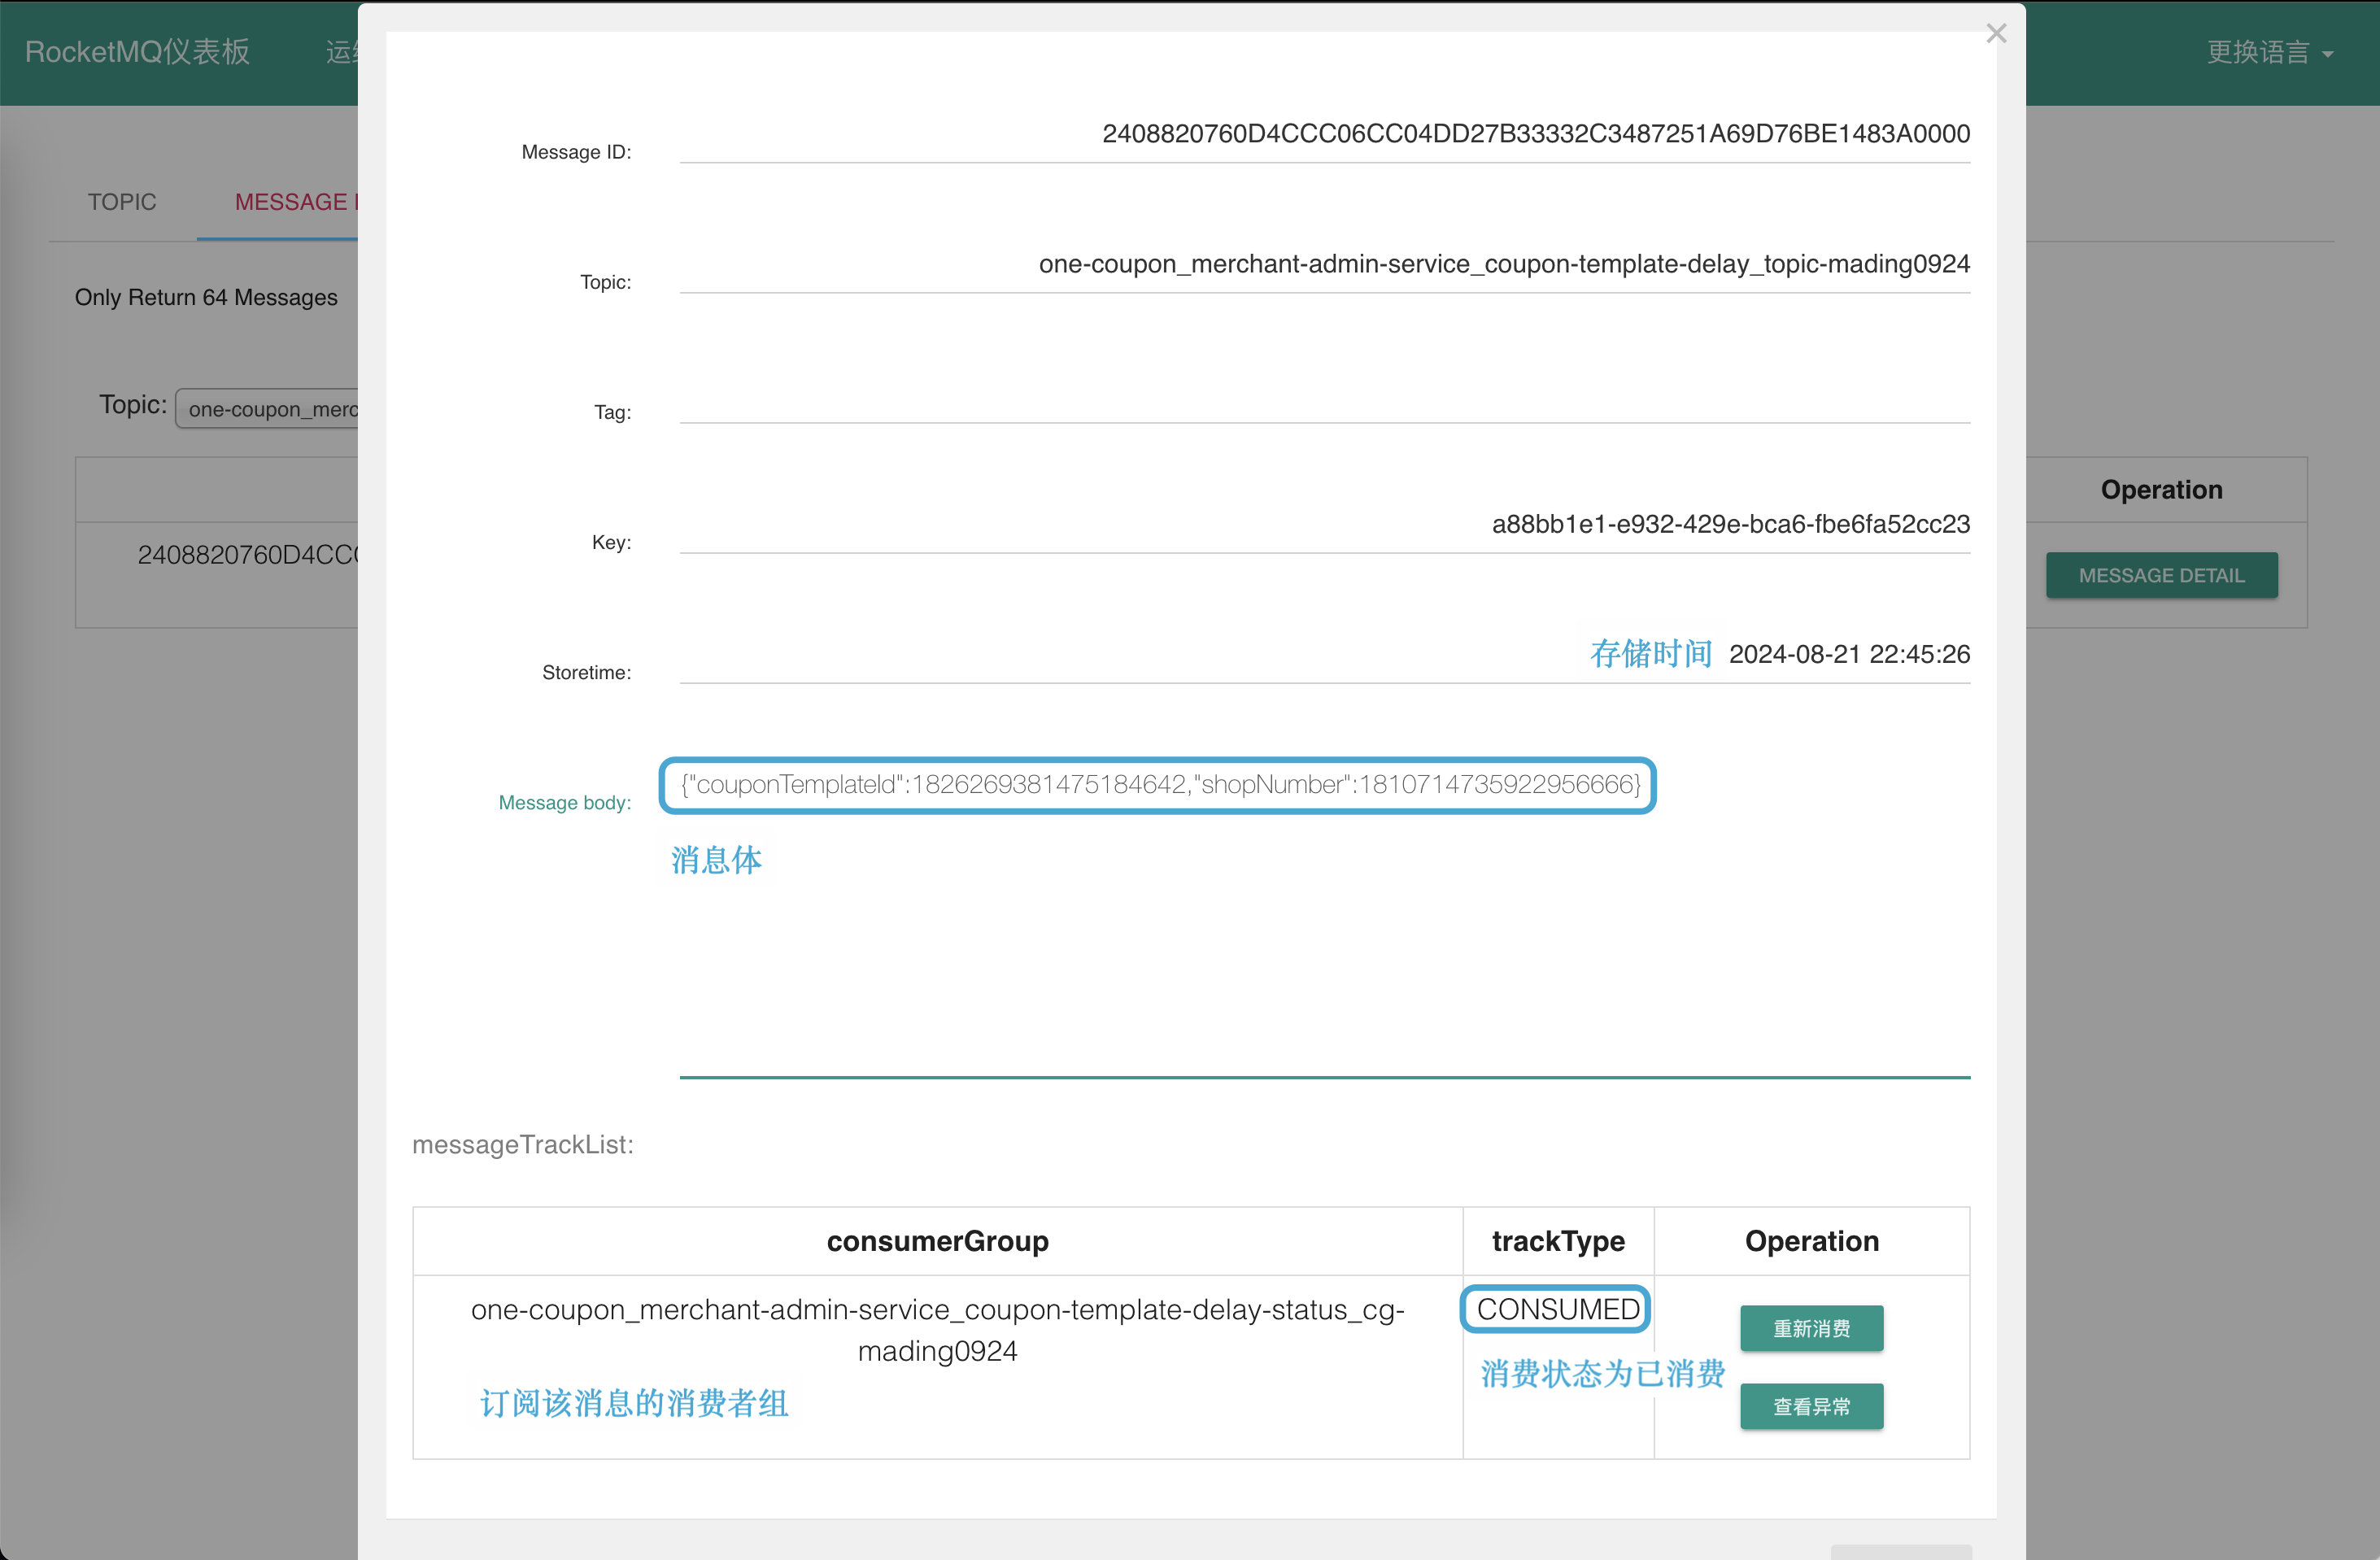 RocketMQ仪表板
更换语言
TOPIC
MESSAGE
Only Return 64 Messages
Topic: one-coupon_merc
Operation
2408820760D4CC
MESSAGE DETAIL
×
Message ID: 2408820760D4CCC06CC04DD27B33332C3487251A69D76BE1483A0000
Topic: one-coupon_merchant-admin-service_coupon-template-delay_topic-mading0924
Tag:
Key: a88bb1e1-e932-429e-bca6-fbe6fa52cc23
Storetime: 存储时间 2024-08-21 22:45:26
Message body: {"couponTemplateId":1826269381475184642,"shopNumber":1810714735922956666}
消息体
messageTrackList:
consumerGroup trackType Operation
one-coupon_merchant-admin-service_coupon-template-delay-status_cg-
mading0924
CONSUMED
重新消费
订阅该消息的消费者组
消费状态为已消费
查看异常